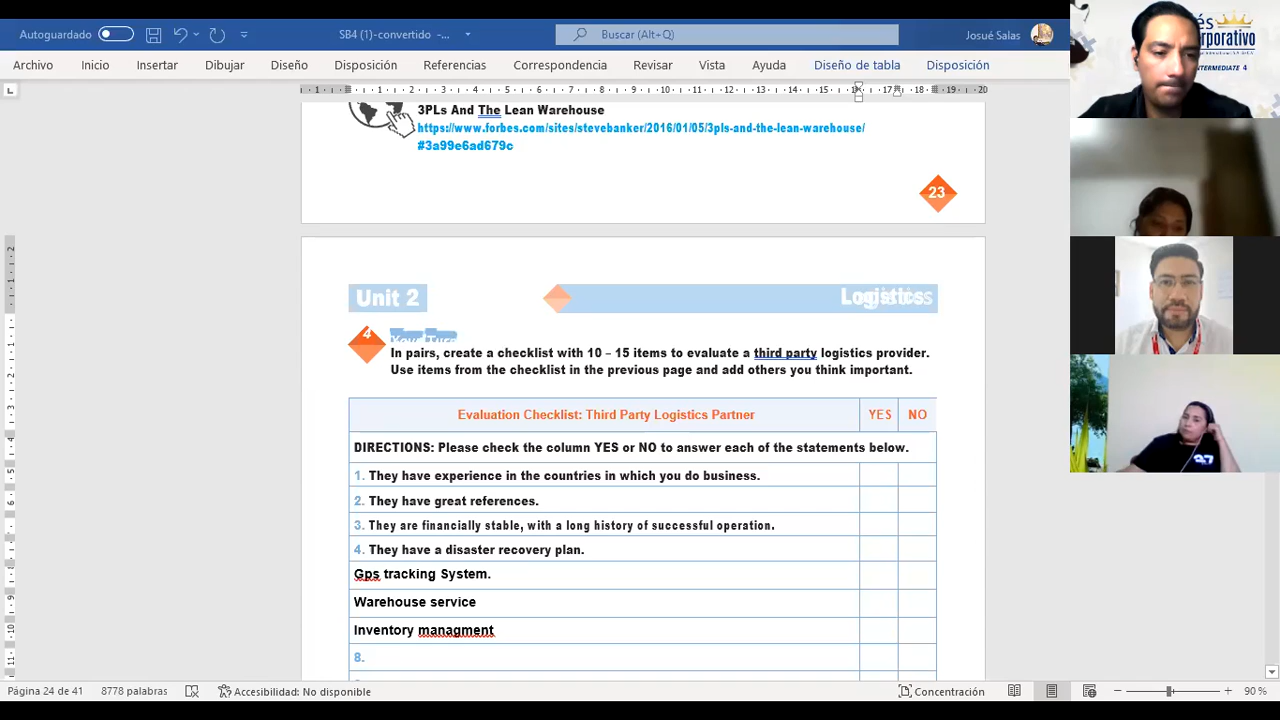 Autoguardado
SB4 (1)-convertido -...
Buscar (Alt+Q)
Josué Salas
Archivo Inicio Insertar Dibujar Diseño Disposición Referencias Correspondencia Revisar Vista Ayuda Diseño de tabla Disposición
3PLs And The Lean Warehouse
https://www.forbes.com/sites/stevebanker/2016/01/05/3pls-and-the-lean-warehouse/
#3a99e6ad679c
23
Unit 2
Logistics
4
Your Turn
In pairs, create a checklist with 10 – 15 items to evaluate a third party logistics provider.
Use items from the checklist in the previous page and add others you think important.
Evaluation Checklist: Third Party Logistics Partner YES NO
DIRECTIONS: Please check the column YES or NO to answer each of the statements below.
1. They have experience in the countries in which you do business.
2. They have great references.
3. They are financially stable, with a long history of successful operation.
4. They have a disaster recovery plan.
Gps tracking System.
Warehouse service
Inventory managment
8.
Página 24 de 41 8778 palabras Accesibilidad: No disponible Concentración 90 %
INTERMEDIATE 4